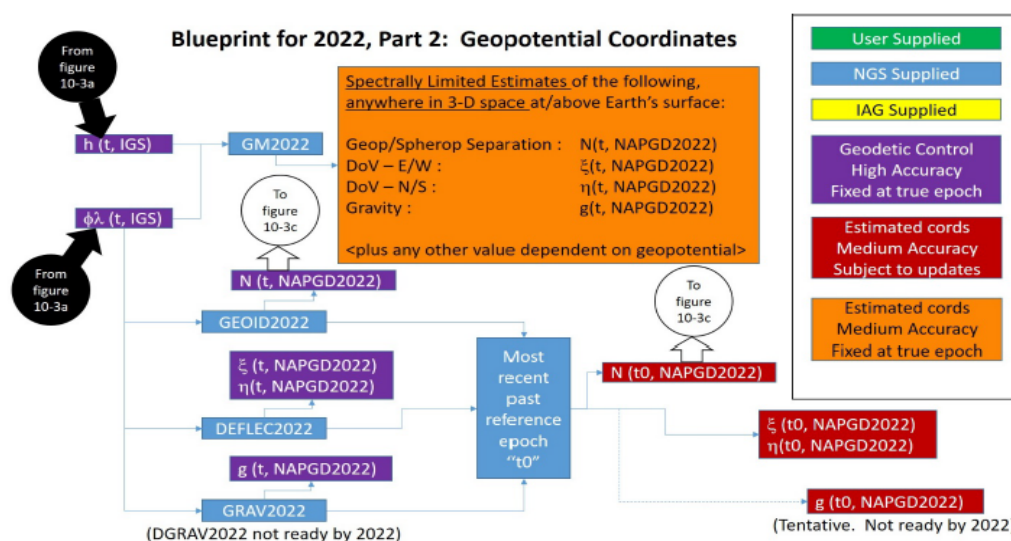 Blueprint for 2022, Part 2: Geopotential Coordinates
From
figure
10-3a
h (t, IGS)
GM2022
Spectrally Limited Estimates of the following,
anywhere in 3-D space at/above Earth's surface:
Geop/Spherop Separation : N(t, NAPGD2022)
DoV – E/W : ξ(t, NAPGD2022)
DoV – N/S : η(t, NAPGD2022)
Gravity : g(t, NAPGD2022)
<plus any other value dependent on geopotential>
ϕλ (t, IGS)
From
figure
10-3a
To
figure
10-3c
N (t, NAPGD2022)
GEOID2022
ξ (t, NAPGD2022)
η(t, NAPGD2022)
DEFLEC2022
g (t, NAPGD2022)
GRAV2022
(DGRAV2022 not ready by 2022)
Most
recent
past
reference
epoch
"t0"
To
figure
10-3c
N (t0, NAPGD2022)
ξ (t0, NAPGD2022)
η(t0, NAPGD2022)
g (t0, NAPGD2022)
(Tentative. Not ready by 2022)
User Supplied
NGS Supplied
IAG Supplied
Geodetic Control
High Accuracy
Fixed at true epoch
Estimated cords
Medium Accuracy
Subject to updates
Estimated cords
Medium Accuracy
Fixed at true epoch